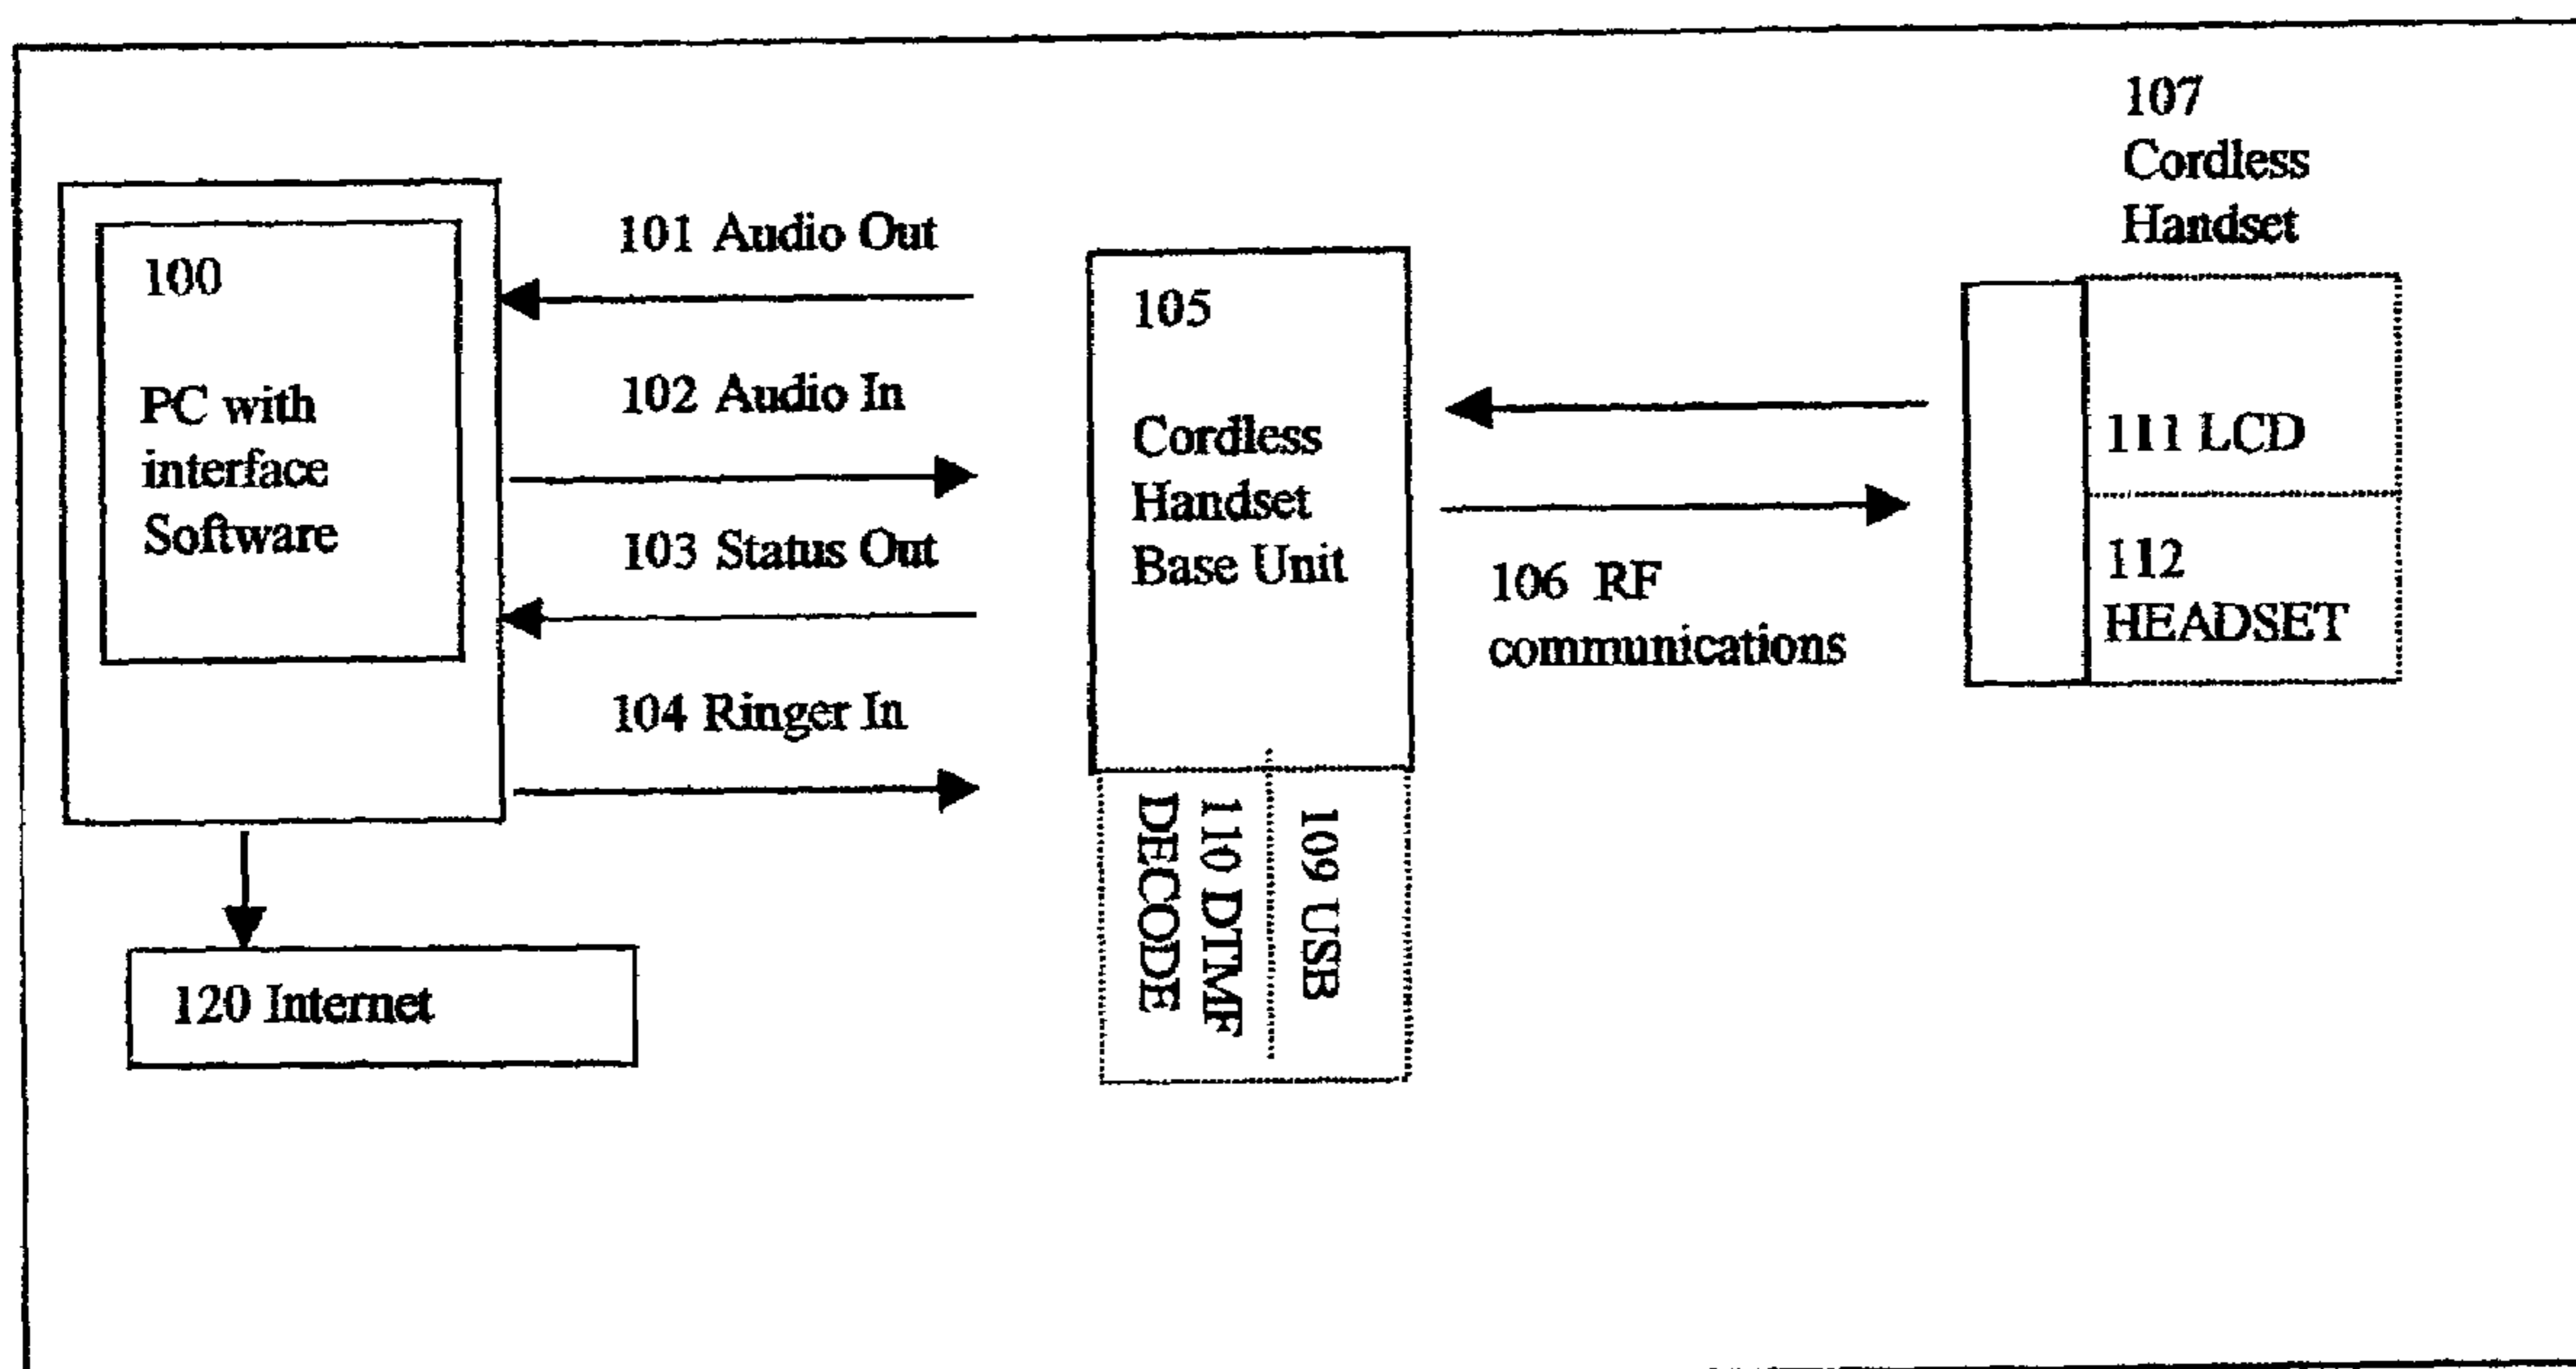 107
Cordless
Handset
100
PC with
interface
Software
101 Audio Out
102 Audio In
103 Status Out
104 Ringer In
105
Cordless
Handset
Base Unit
106 RF
communications
111 LCD
112
HEADSET
109 USB
110 DTMF
DECODE
120 Internet